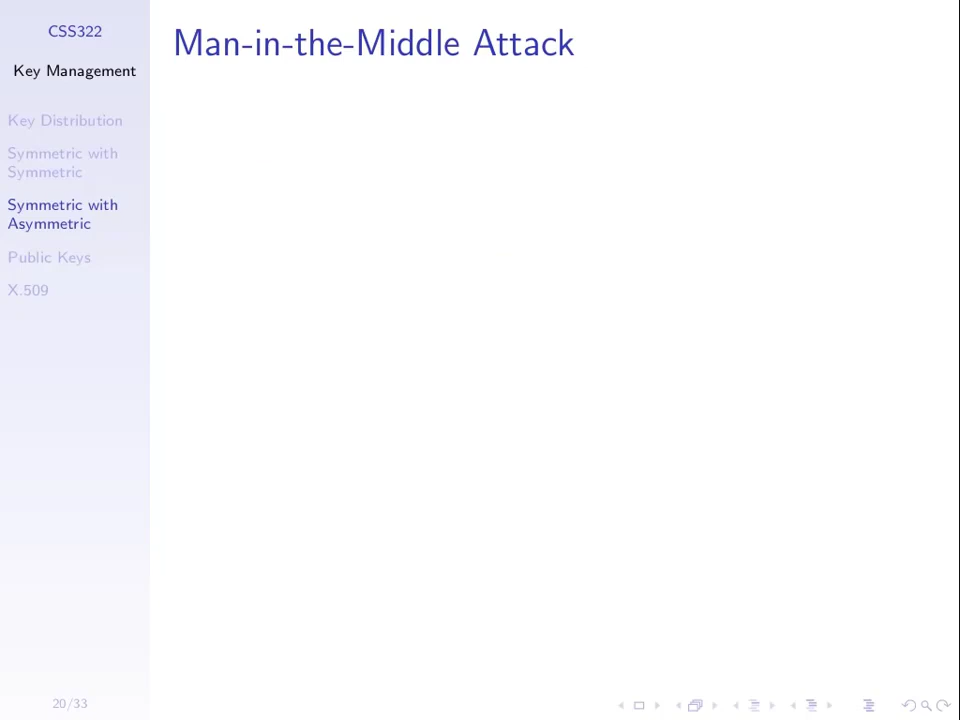 CSS322
Key Management
Key Distribution
Symmetric with
Symmetric
Symmetric with
Asymmetric
Public Keys
X.509
20/33
Man-in-the-Middle Attack